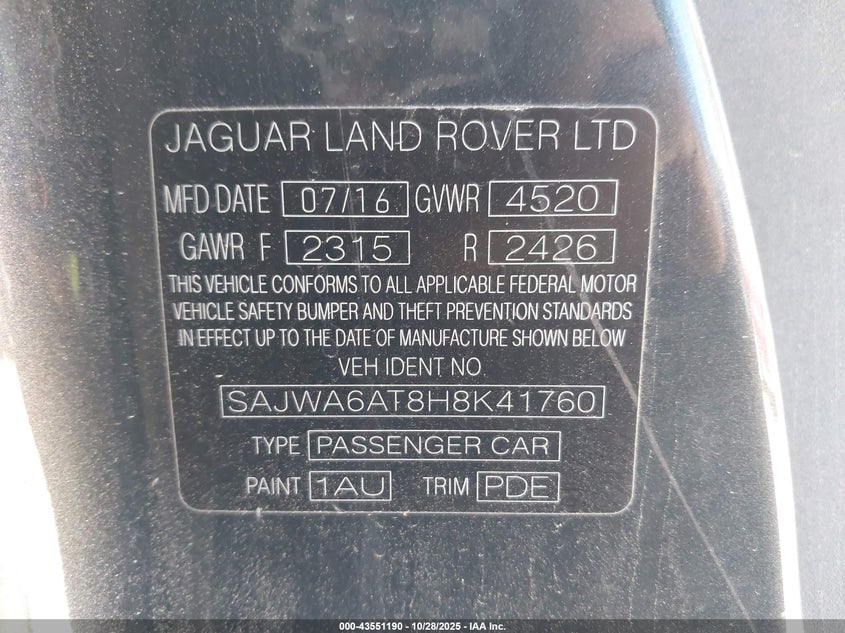 JAGUAR LAND ROVER LTD
MFD DATE 07/16 GVWR 4520
GAWR F 2315 R 2426
THIS VEHICLE CONFORMS TO ALL APPLICABLE FEDERAL MOTOR
VEHICLE SAFETY BUMPER AND THEFT PREVENTION STANDARDS
IN EFFECT UP TO THE DATE OF MANUFACTURE SHOWN BELOW
VEH IDENT NO
SAJWA6AT8H8K41760
TYPE PASSENGER CAR
PAINT 1AU TRIM PDE
000-43551190 - 10/28/2025 - IAA Inc.